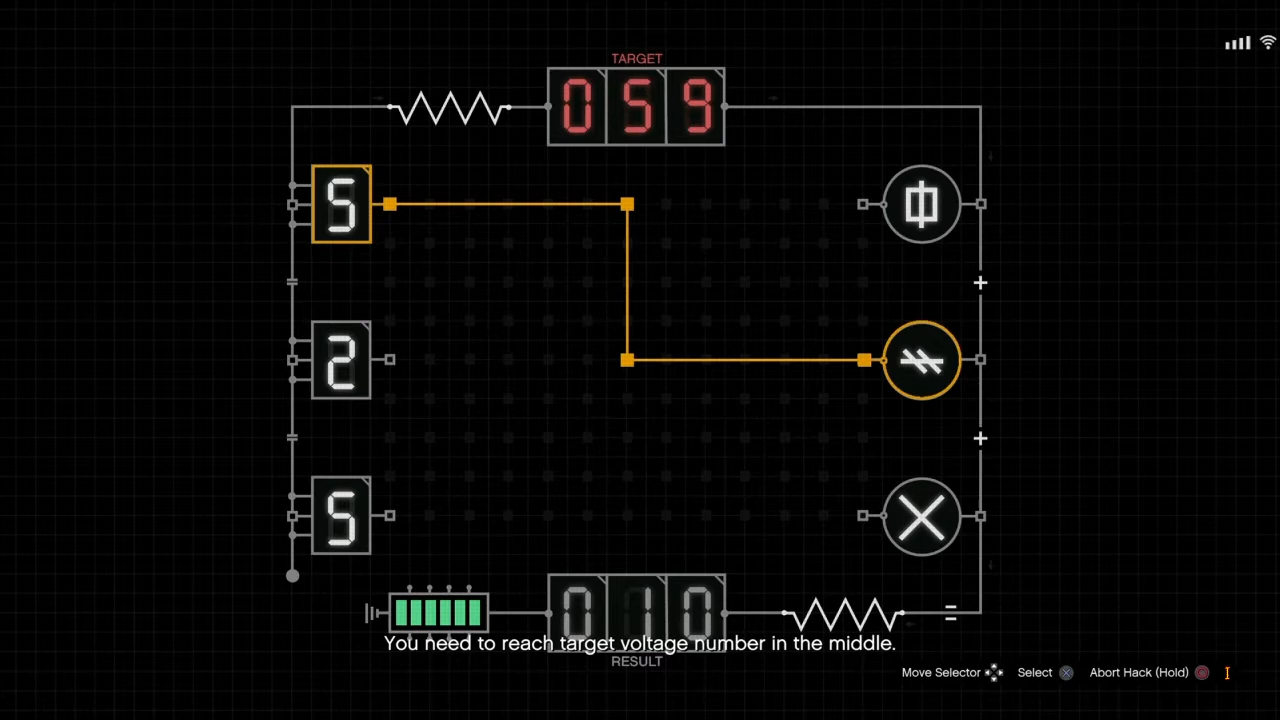 TARGET
059
5
2
5
010
You need to reach target voltage number in the middle.
RESULT
Move Selector Select Abort Hack (Hold)